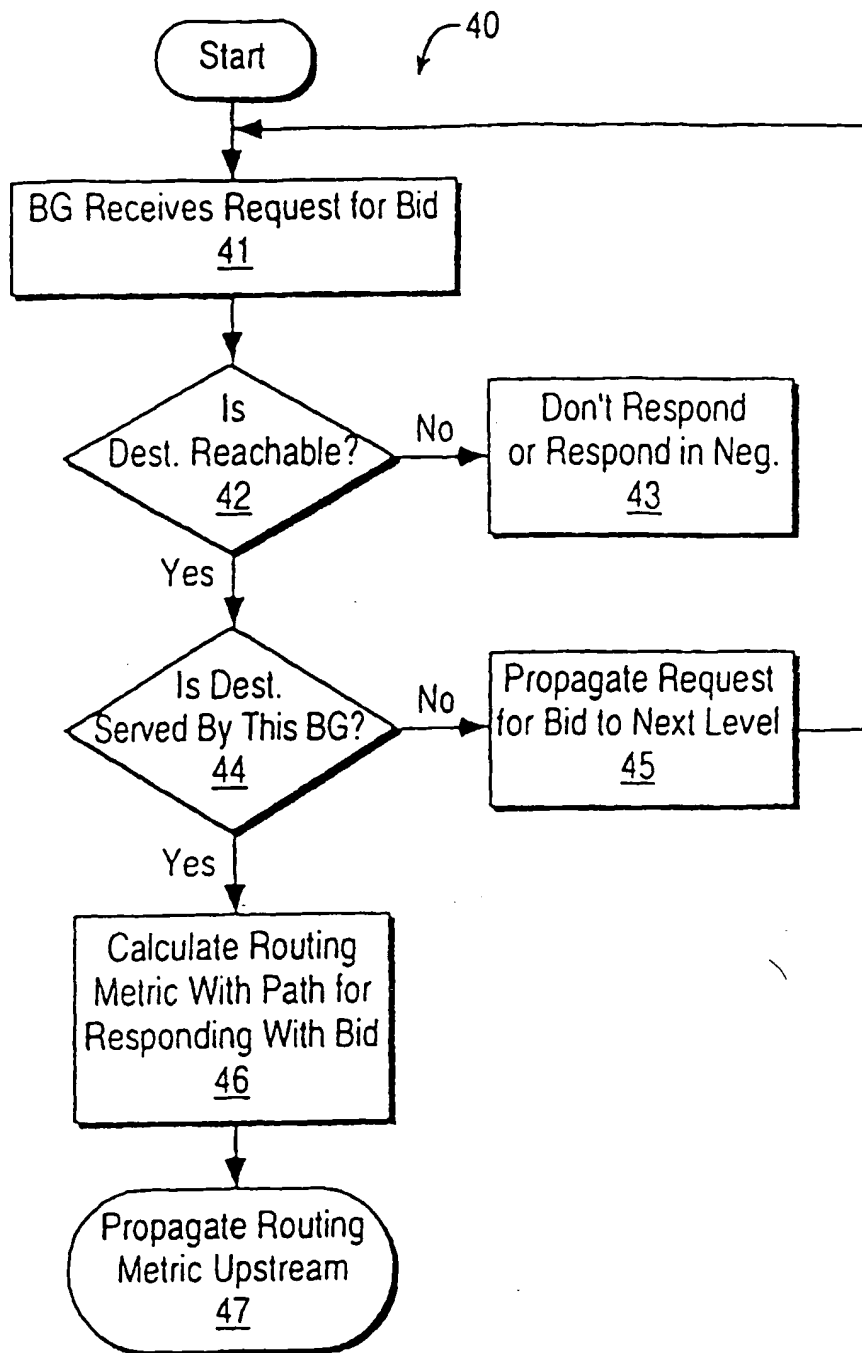 40
Start
BG Receives Request for Bid
41
Is
Dest. Reachable?
42
No
Don't Respond
or Respond in Neg.
43
Yes
Is Dest.
Served By This BG?
44
No
Propagate Request
for Bid to Next Level
45
Yes
Calculate Routing
Metric With Path for
Responding With Bid
46
Propagate Routing
Metric Upstream
47